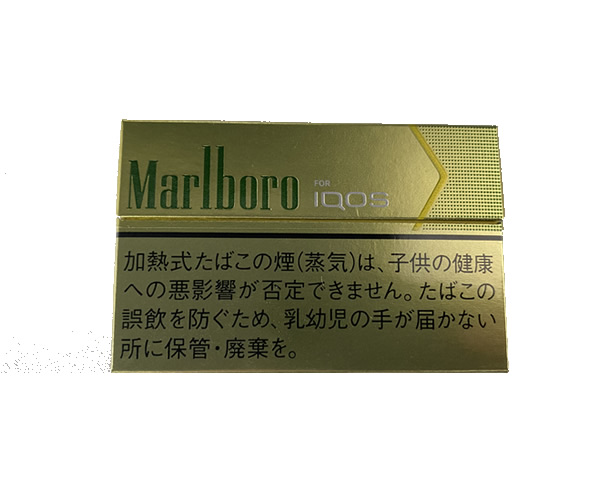 Marlboro FOR IQOS
加熱式たばこの煙(蒸気)は、子供の健康
への悪影響が否定できません。たばこの
誤飲を防ぐため、乳幼児の手が届かない
所に保管・廃棄を。